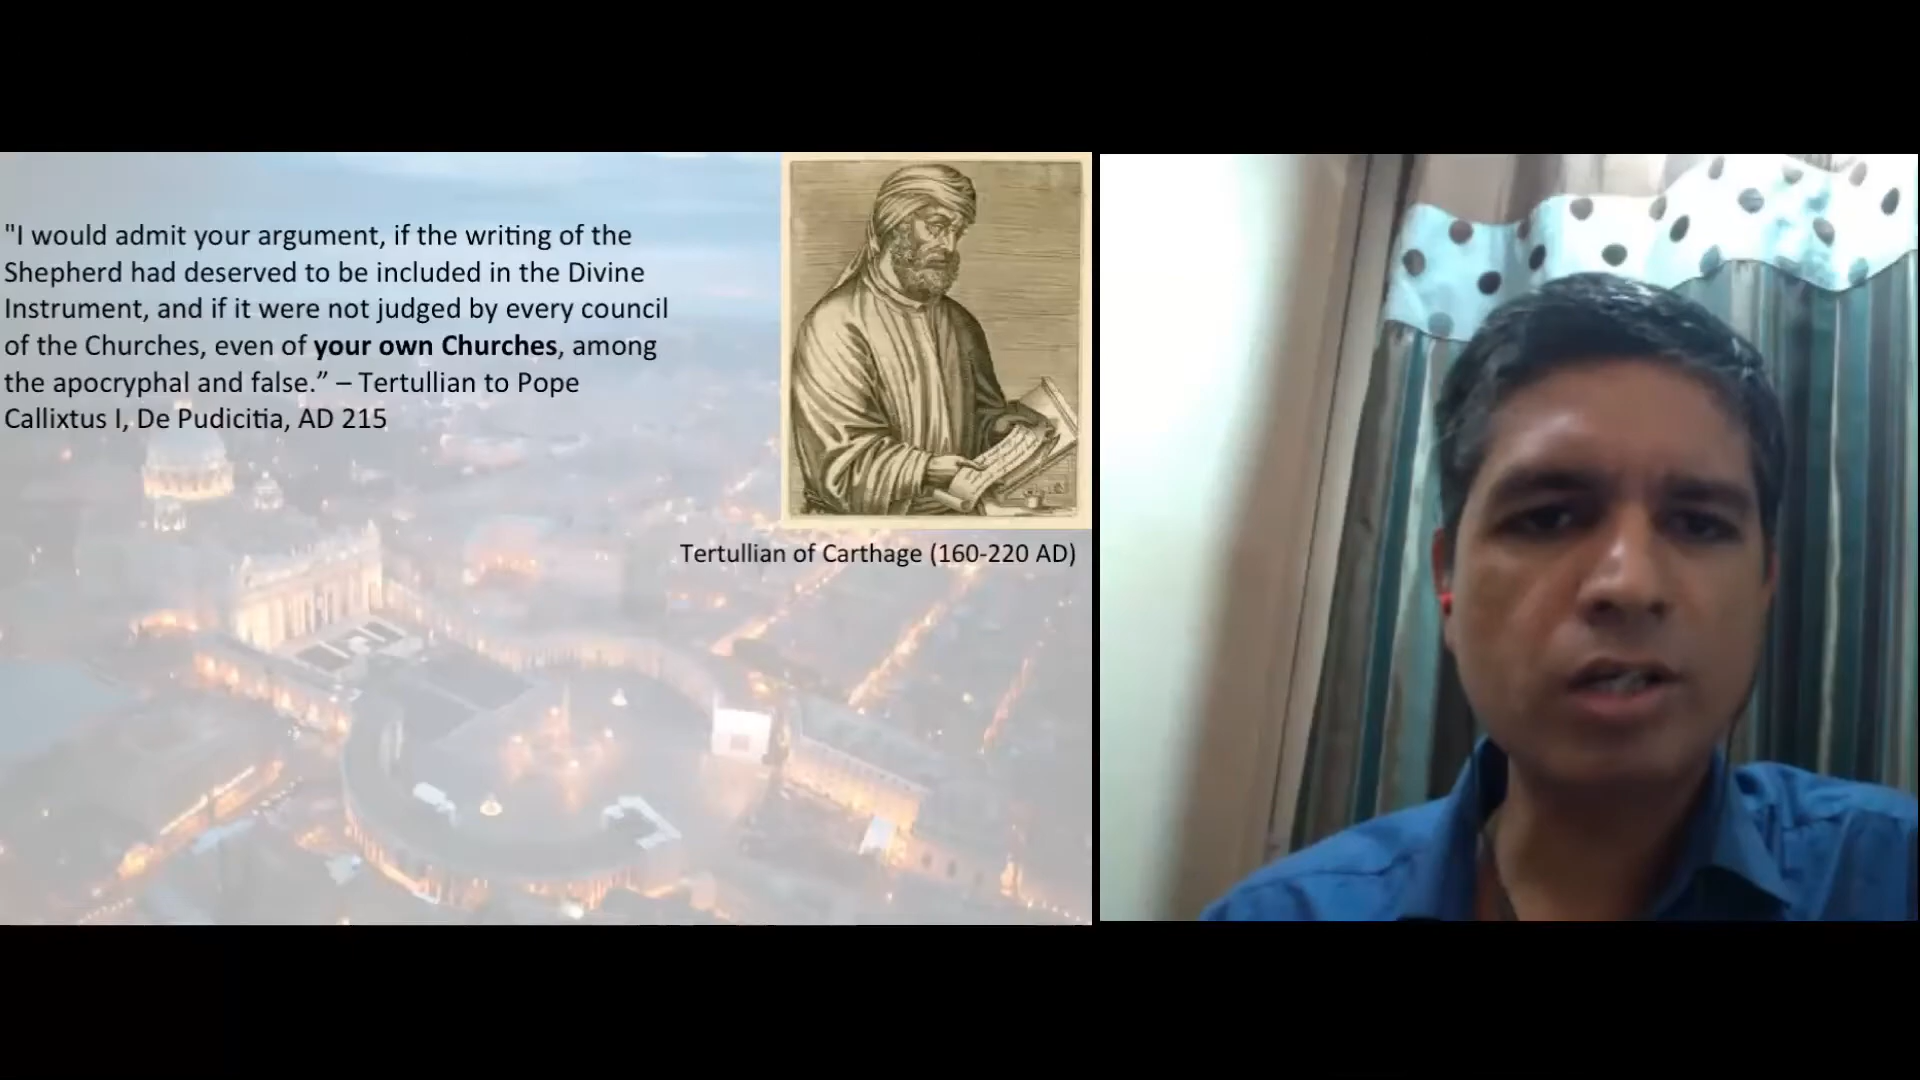 "I would admit your argument, if the writing of the
Shepherd had deserved to be included in the Divine
Instrument, and if it were not judged by every council
of the Churches, even of your own Churches, among
the apocryphal and false.” – Tertullian to Pope
Callixtus I, De Pudicitia, AD 215
Tertullian of Carthage (160-220 AD)